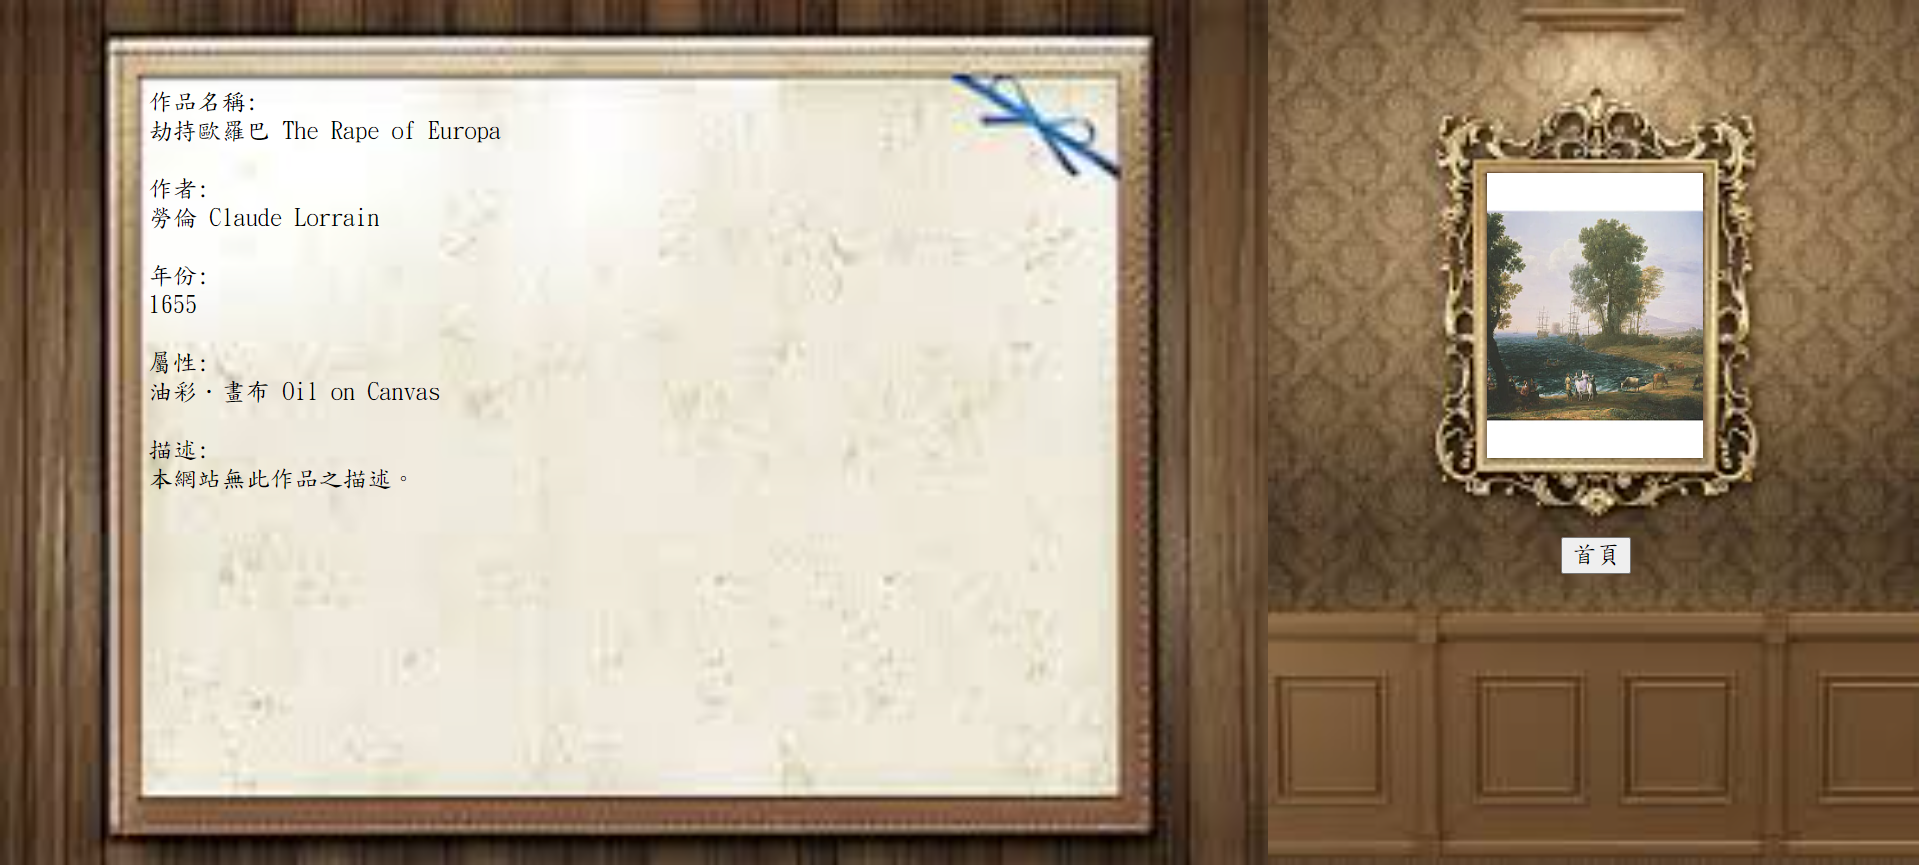 作品名稱:
劫持歐羅巴 The Rape of Europa
作者:
勞倫 Claude Lorrain
年份:
1655
屬性:
油彩‧畫布 Oil on Canvas
描述:
本網站無此作品之描述。
首頁